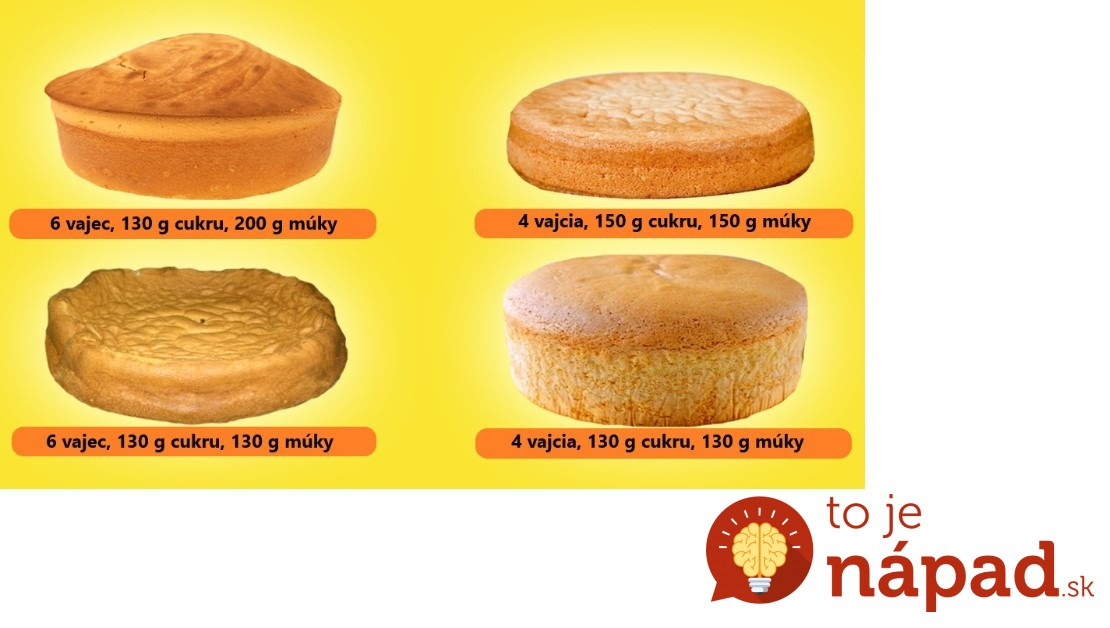 6 vajec, 130 g cukru, 200 g múky
4 vajcia, 150 g cukru, 150 g múky
6 vajec, 130 g cukru, 130 g múky
4 vajcia, 130 g cukru, 130 g múky
to je
nápad.sk